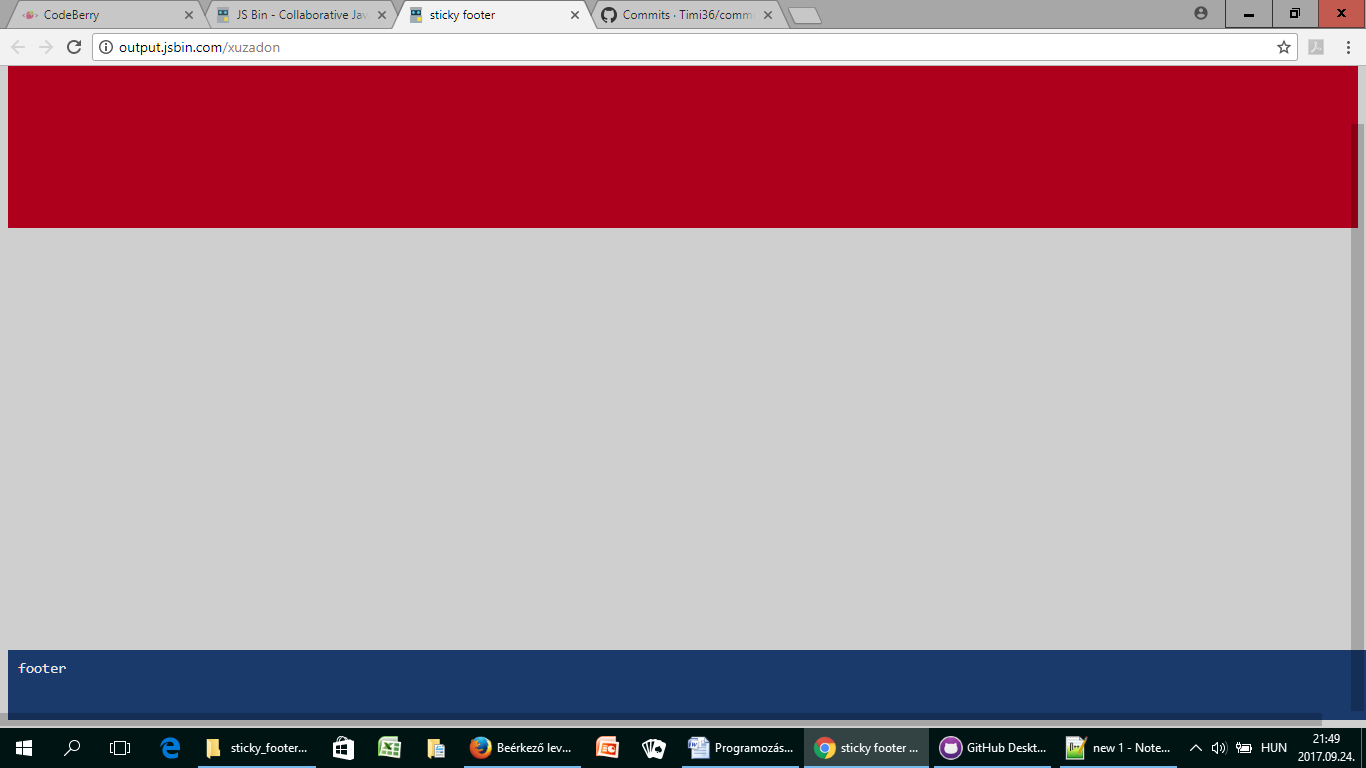 CodeBerry
JS Bin - Collaborative Jav
sticky footer
Commits · Timi36/comm
output.jsbin.com/xuzadon
footer
sticky_footer...
Beérkező lev...
Programozás...
sticky footer ...
GitHub Deskt...
new 1 - Note...
HUN
21:49
2017.09.24.